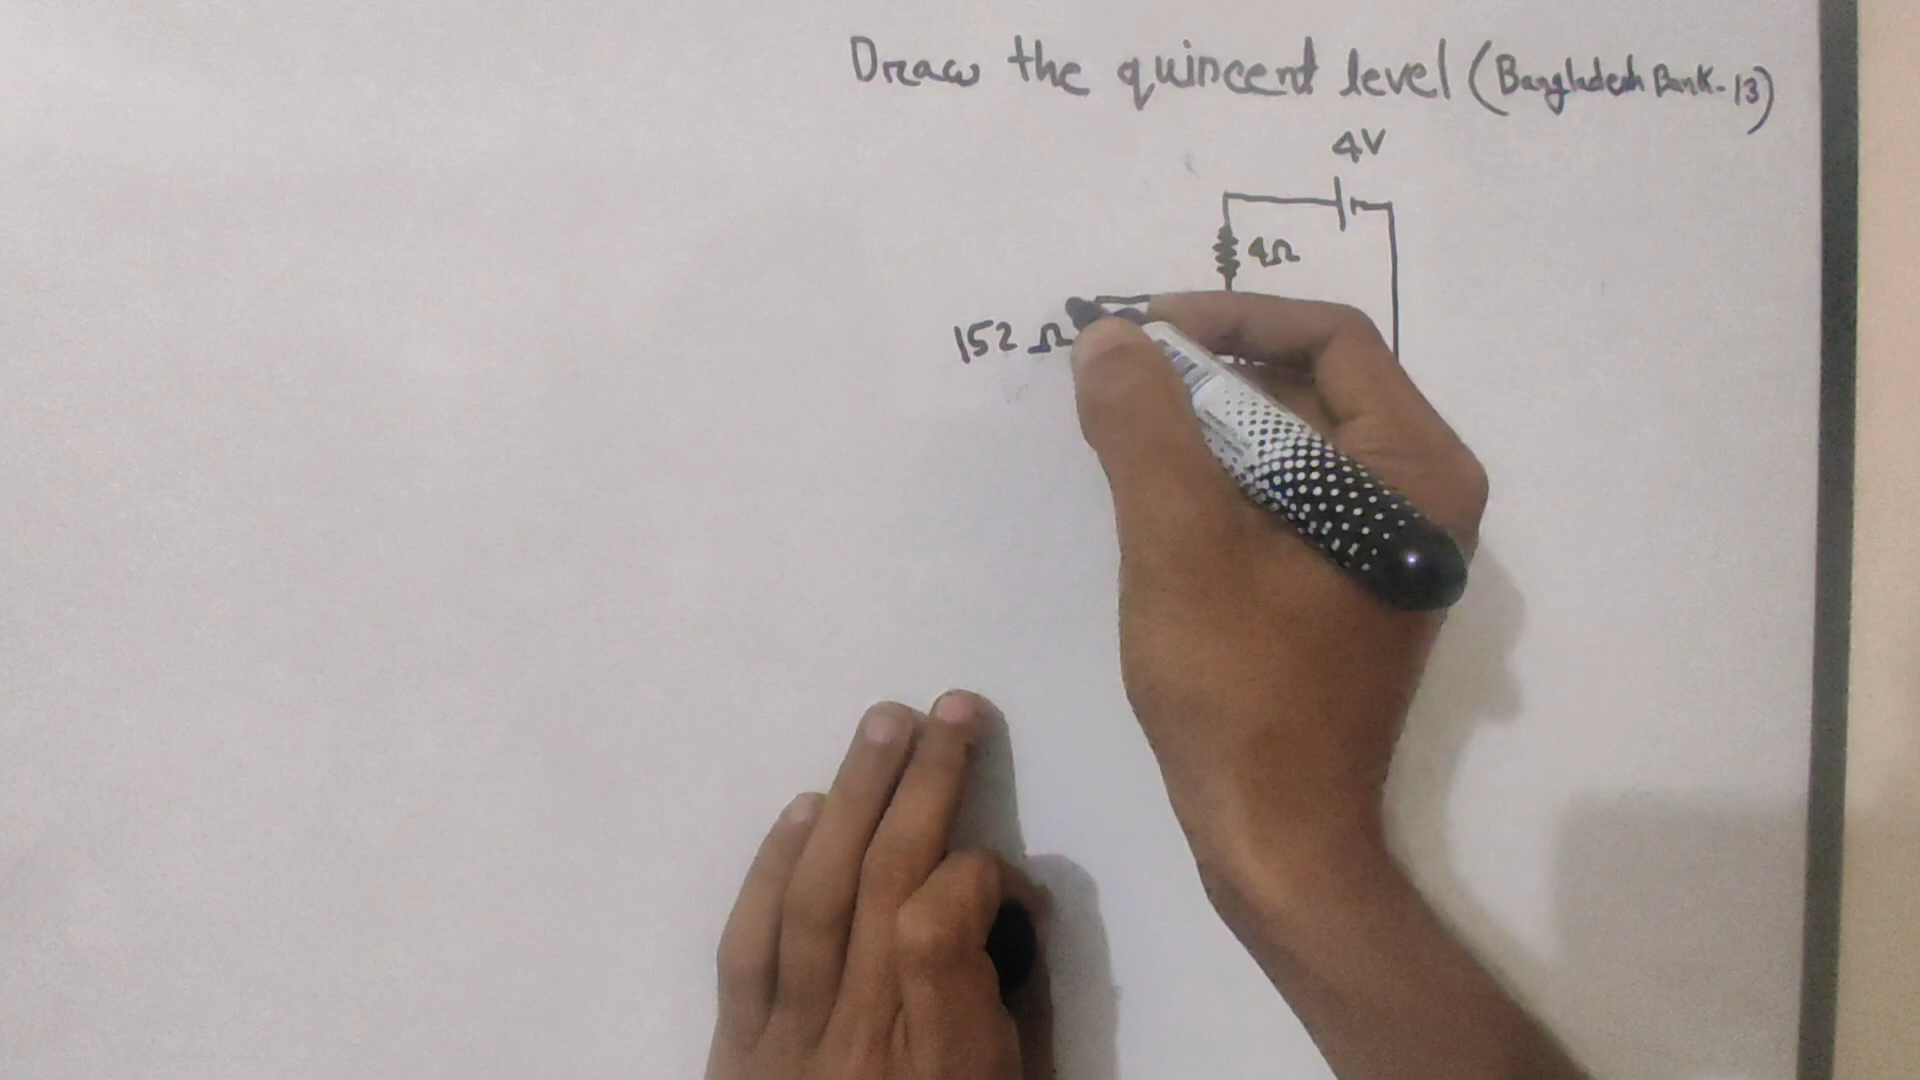 Draw the quincent level (Bangladesh Bank-13)
4V
4Ω
152 Ω